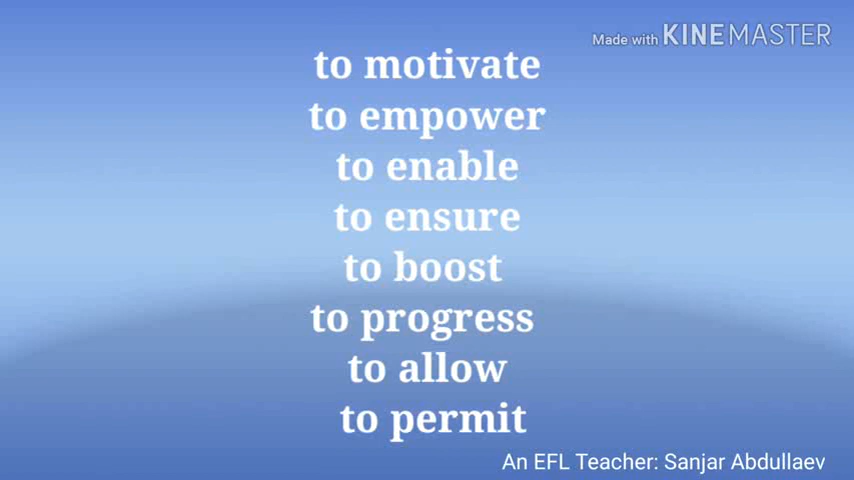 Made with KINEMASTER
to motivate
to empower
to enable
to ensure
to boost
to progress
to allow
to permit
An EFL Teacher: Sanjar Abdullaev